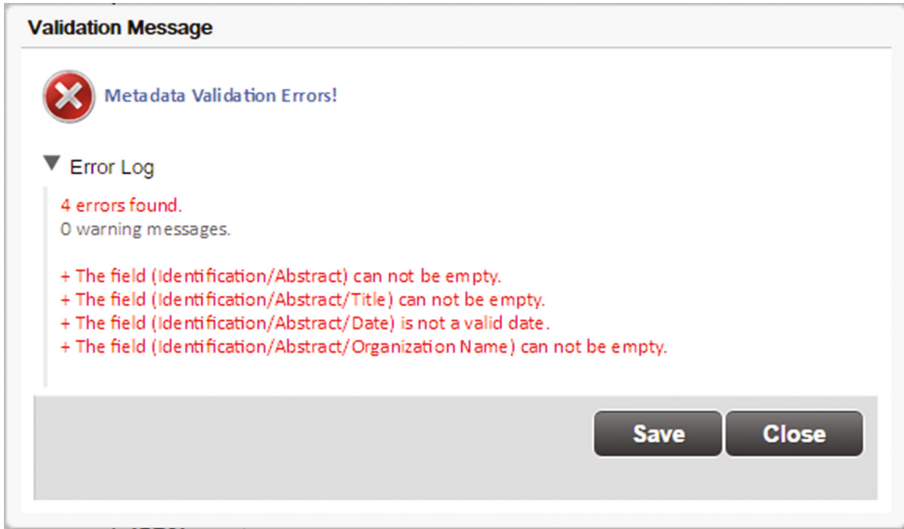 Validation Message
Metadata Validation Errors!
Error Log
4 errors found.
0 warning messages.
+ The field (Identification/Abstract) can not be empty.
+ The field (Identification/Abstract/Title) can not be empty.
+ The field (Identification/Abstract/Date) is not a valid date.
+ The field (Identification/Abstract/Organization Name) can not be empty.
Save Close